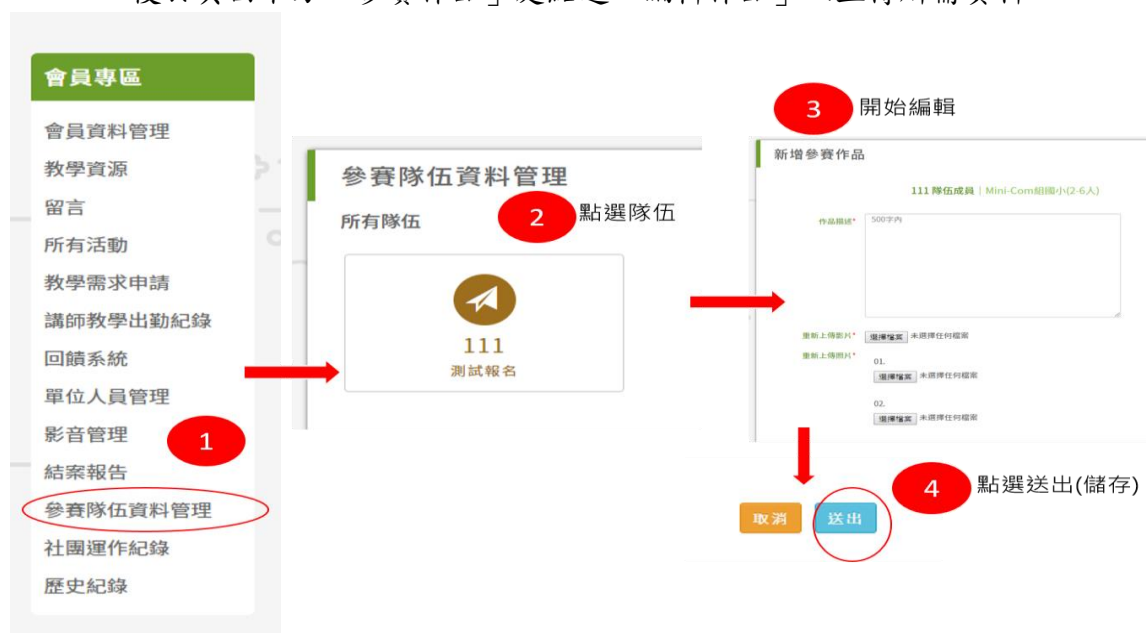 會員專區
會員資料管理
教學資源
留言
所有活動
教學需求申請
講師教學出勤紀錄
回饋系統
單位人員管理
影音管理
1
結案報告
參賽隊伍資料管理
社團運作紀錄
歷史紀錄
參賽隊伍資料管理
所有隊伍
2 點選隊伍
111
測試報名
3 開始編輯
新增參賽作品
111 隊伍成員 | Mini-Com組國小(2-6人)
作品描述* 500字內
重新上傳影片* 選擇檔案 未選擇任何檔案
重新上傳照片* 01.
選擇檔案 未選擇任何檔案
02.
選擇檔案 未選擇任何檔案
4 點選送出(儲存)
取消 送出